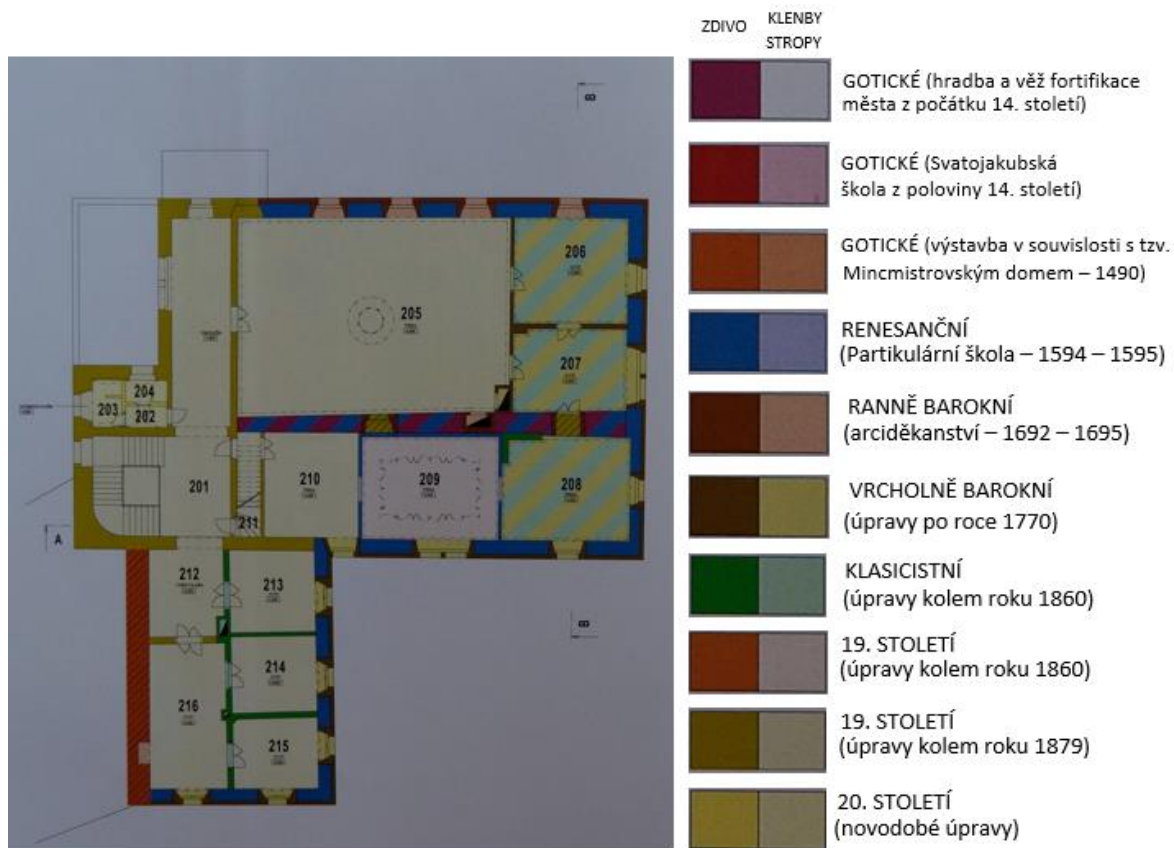 ZDIVO
KLENBY
STROPY
GOTICKÉ (hradba a věž fortifikace
města z počátku 14. století)
GOTICKÉ (Svatojakubská
škola z poloviny 14. století)
GOTICKÉ (výstavba v souvislosti s tzv.
Mincmistrovským domem – 1490)
RENESANČNÍ
(Partikulární škola – 1594 – 1595)
RANNĚ BAROKNÍ
(arciděkanství – 1692 – 1695)
VRCHOLNĚ BAROKNÍ
(úpravy po roce 1770)
KLASICISTNÍ
(úpravy kolem roku 1860)
19. STOLETÍ
(úpravy kolem roku 1860)
19. STOLETÍ
(úpravy kolem roku 1879)
20. STOLETÍ
(novodobé úpravy)
B
206
205
207
204
203
202
210
209
208
201
211
A
212
213
B
214
216
215